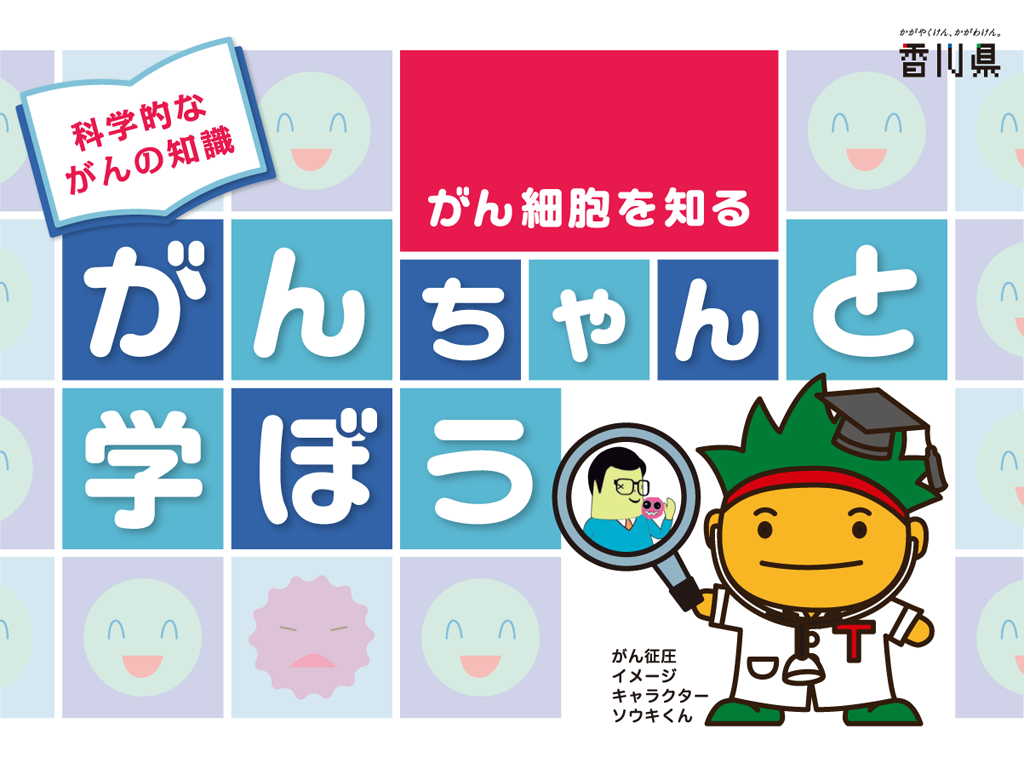 かがやくけん、かがわけん。
香川県
科学的な
がんの知識
がん細胞を知る
がんちゃんと
学ぼう
がん征圧
イメージ
キャラクター
ソウキくん
P T